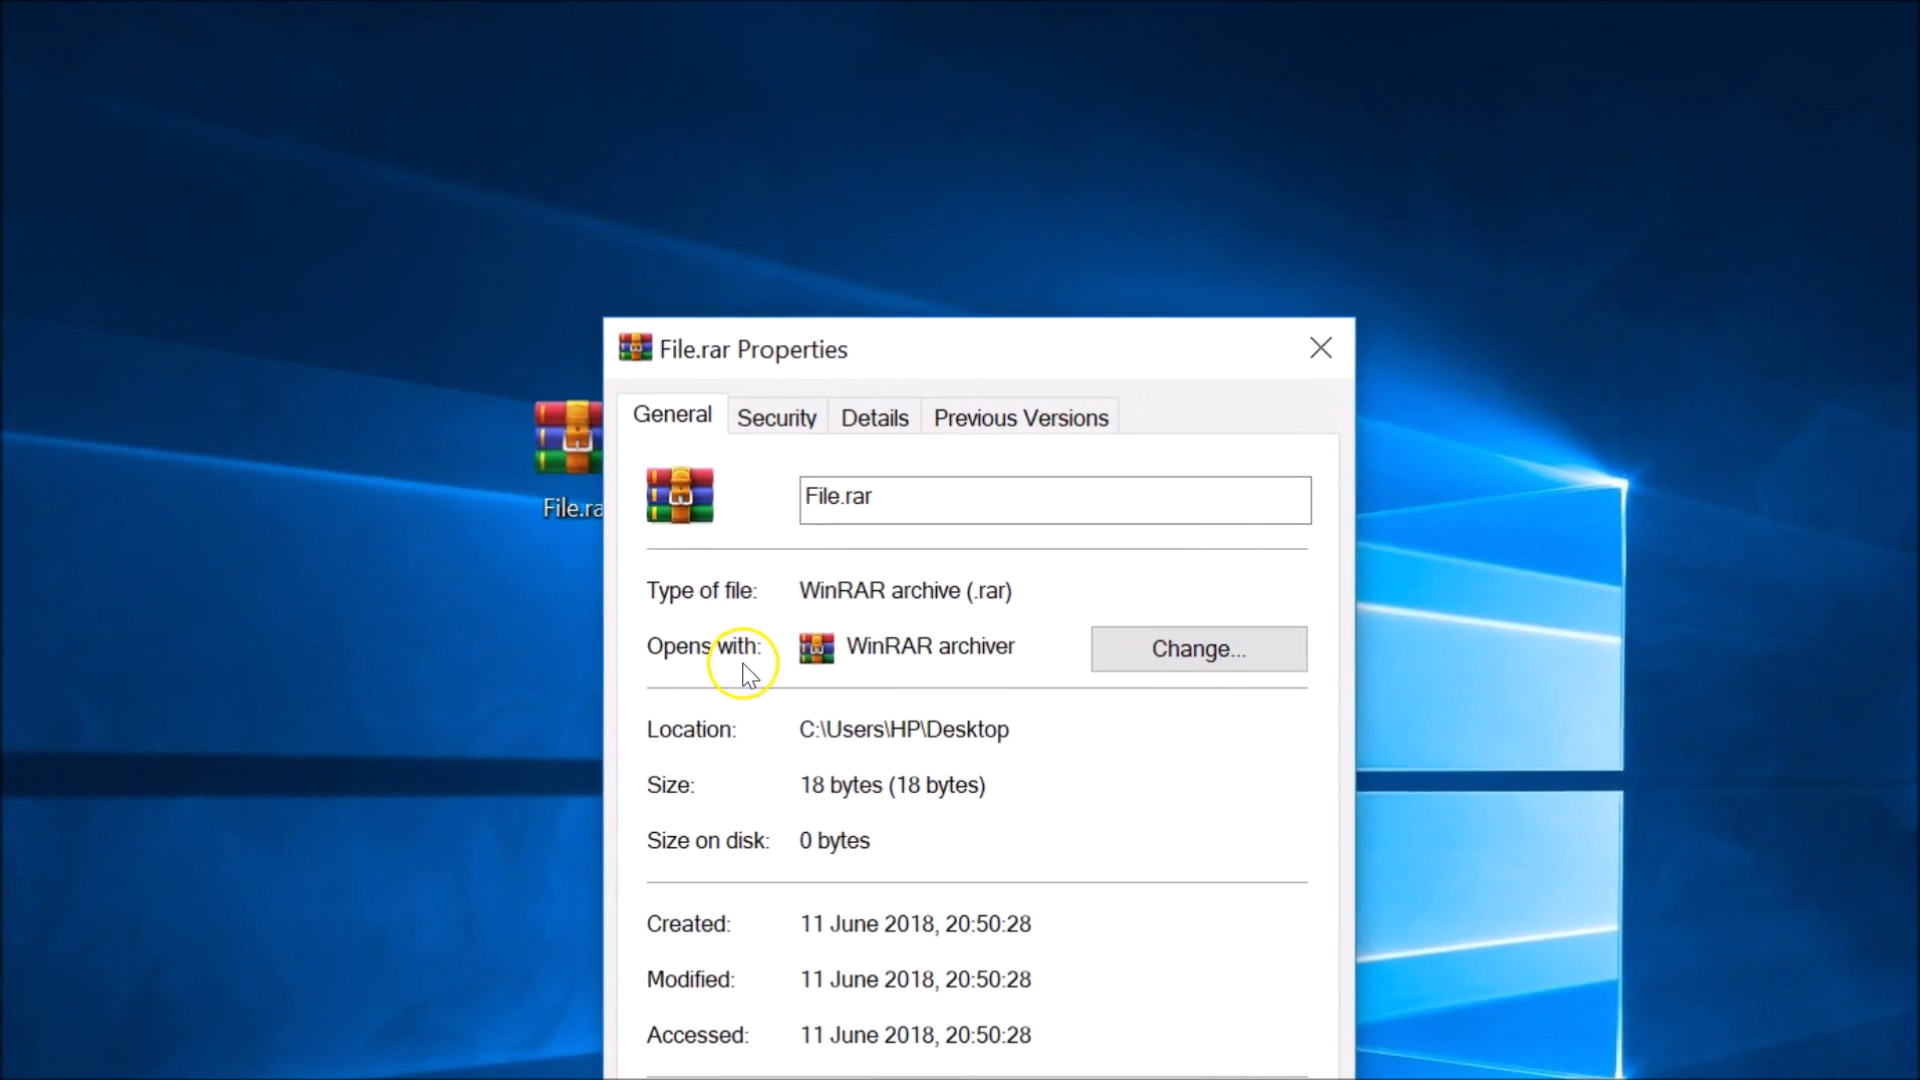 File.rar Properties
General Security Details Previous Versions
File.rar
File.ra
Type of file: WinRAR archive (.rar)
Opens with: WinRAR archiver Change...
Location: C:\Users\HP\Desktop
Size: 18 bytes (18 bytes)
Size on disk: 0 bytes
Created: 11 June 2018, 20:50:28
Modified: 11 June 2018, 20:50:28
Accessed: 11 June 2018, 20:50:28